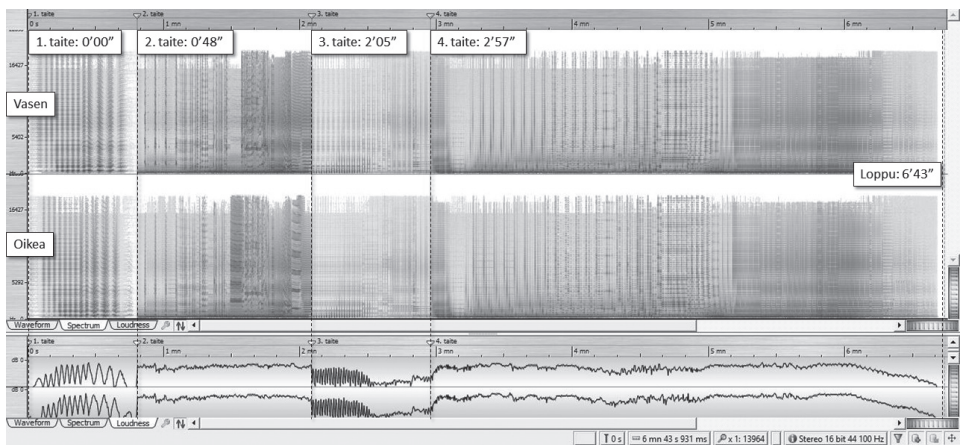 1. taite 2. taite 3. taite 4. taite
0 s 1 mn 2 mn 3 mn 4 mn 5 mn 6 mn
1. taite: 0’00” 2. taite: 0’48” 3. taite: 2’05” 4. taite: 2’57”
16427
Vasen
5402
Loppu: 6’43”
16427
Oikea
5292
Waveform Spectrum Loudness
1. taite 2. taite 3. taite 4. taite
0 s 1 mn 2 mn 3 mn 4 mn 5 mn 6 mn
dB 0
dB 0
Waveform Spectrum Loudness
0 s 6 mn 43 s 931 ms x 1: 13964 Stereo 16 bit 44 100 Hz